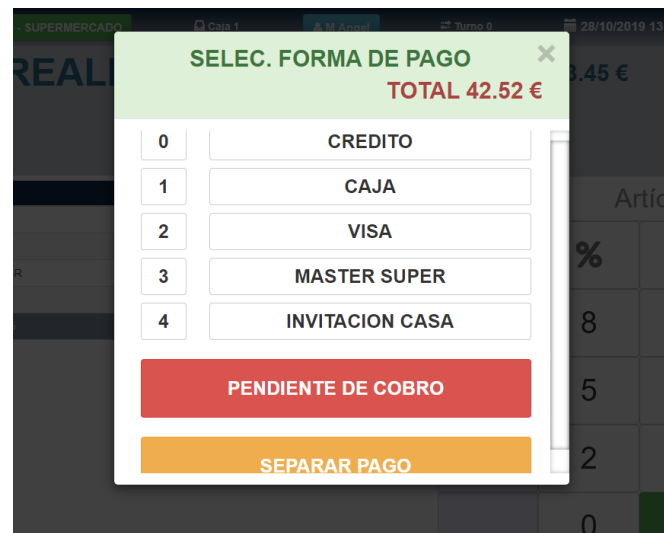 - SUPERMERCADO Caja 1 M Angel Turno 0 28/10/2019 13
SELEC. FORMA DE PAGO ×
TOTAL 42.52 €
REALI 3.45 €
0 CREDITO
1 CAJA
Artíc
2 VISA
%
3 MASTER SUPER
R
4 INVITACION CASA
8
PENDIENTE DE COBRO
5
SEPARAR PAGO
2
0